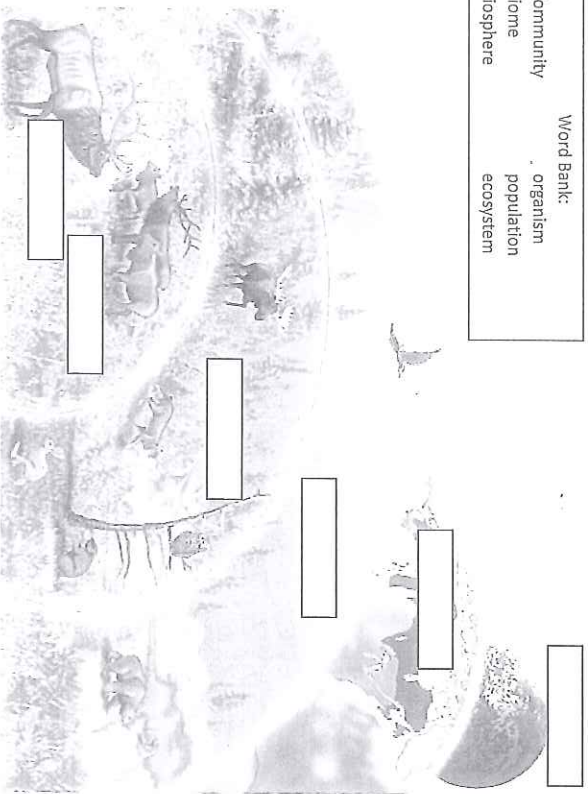 Word Bank:
ommunity . organism
iome population
iosphere ecosystem